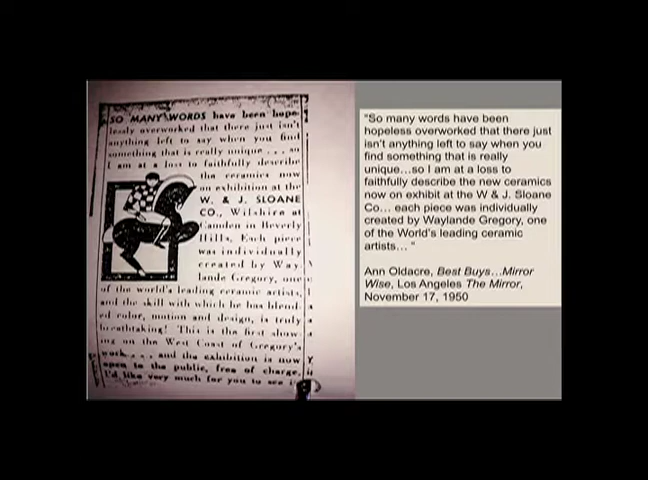 SO MANY WORDS have been hope-
lessly overworked that there just isn't
anything left to say when you find
something that is really unique . . . so
I am at a loss to faithfully describe
the ceramics now
on exhibition at the
W. & J. SLOANE
CO., Wilshire at
Camden in Beverly
Hills. Each piece
was individually
created by Way-
lande Gregory, one
of the world's leading ceramic artists,
and the skill with which he has blend-
ed color, motion and design, is truly
breathtaking! This is the first show-
ing on the West Coast of Gregory's
work . . . and the exhibition is now
open to the public, free of charge.
I'd like very much for you to see
"So many words have been
hopeless overworked that there just
isn't anything left to say when you
find something that is really
unique...so I am at a loss to
faithfully describe the new ceramics
now on exhibit at the W & J. Sloane
Co... each piece was individually
created by Waylande Gregory, one
of the World's leading ceramic
artists... "
Ann Oldacre, Best Buys...Mirror
Wise, Los Angeles The Mirror,
November 17, 1950